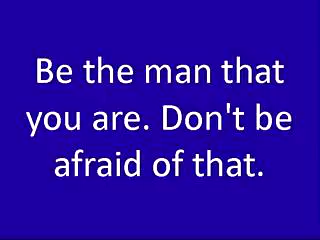 Be the man that
you are. Don't be
afraid of that.